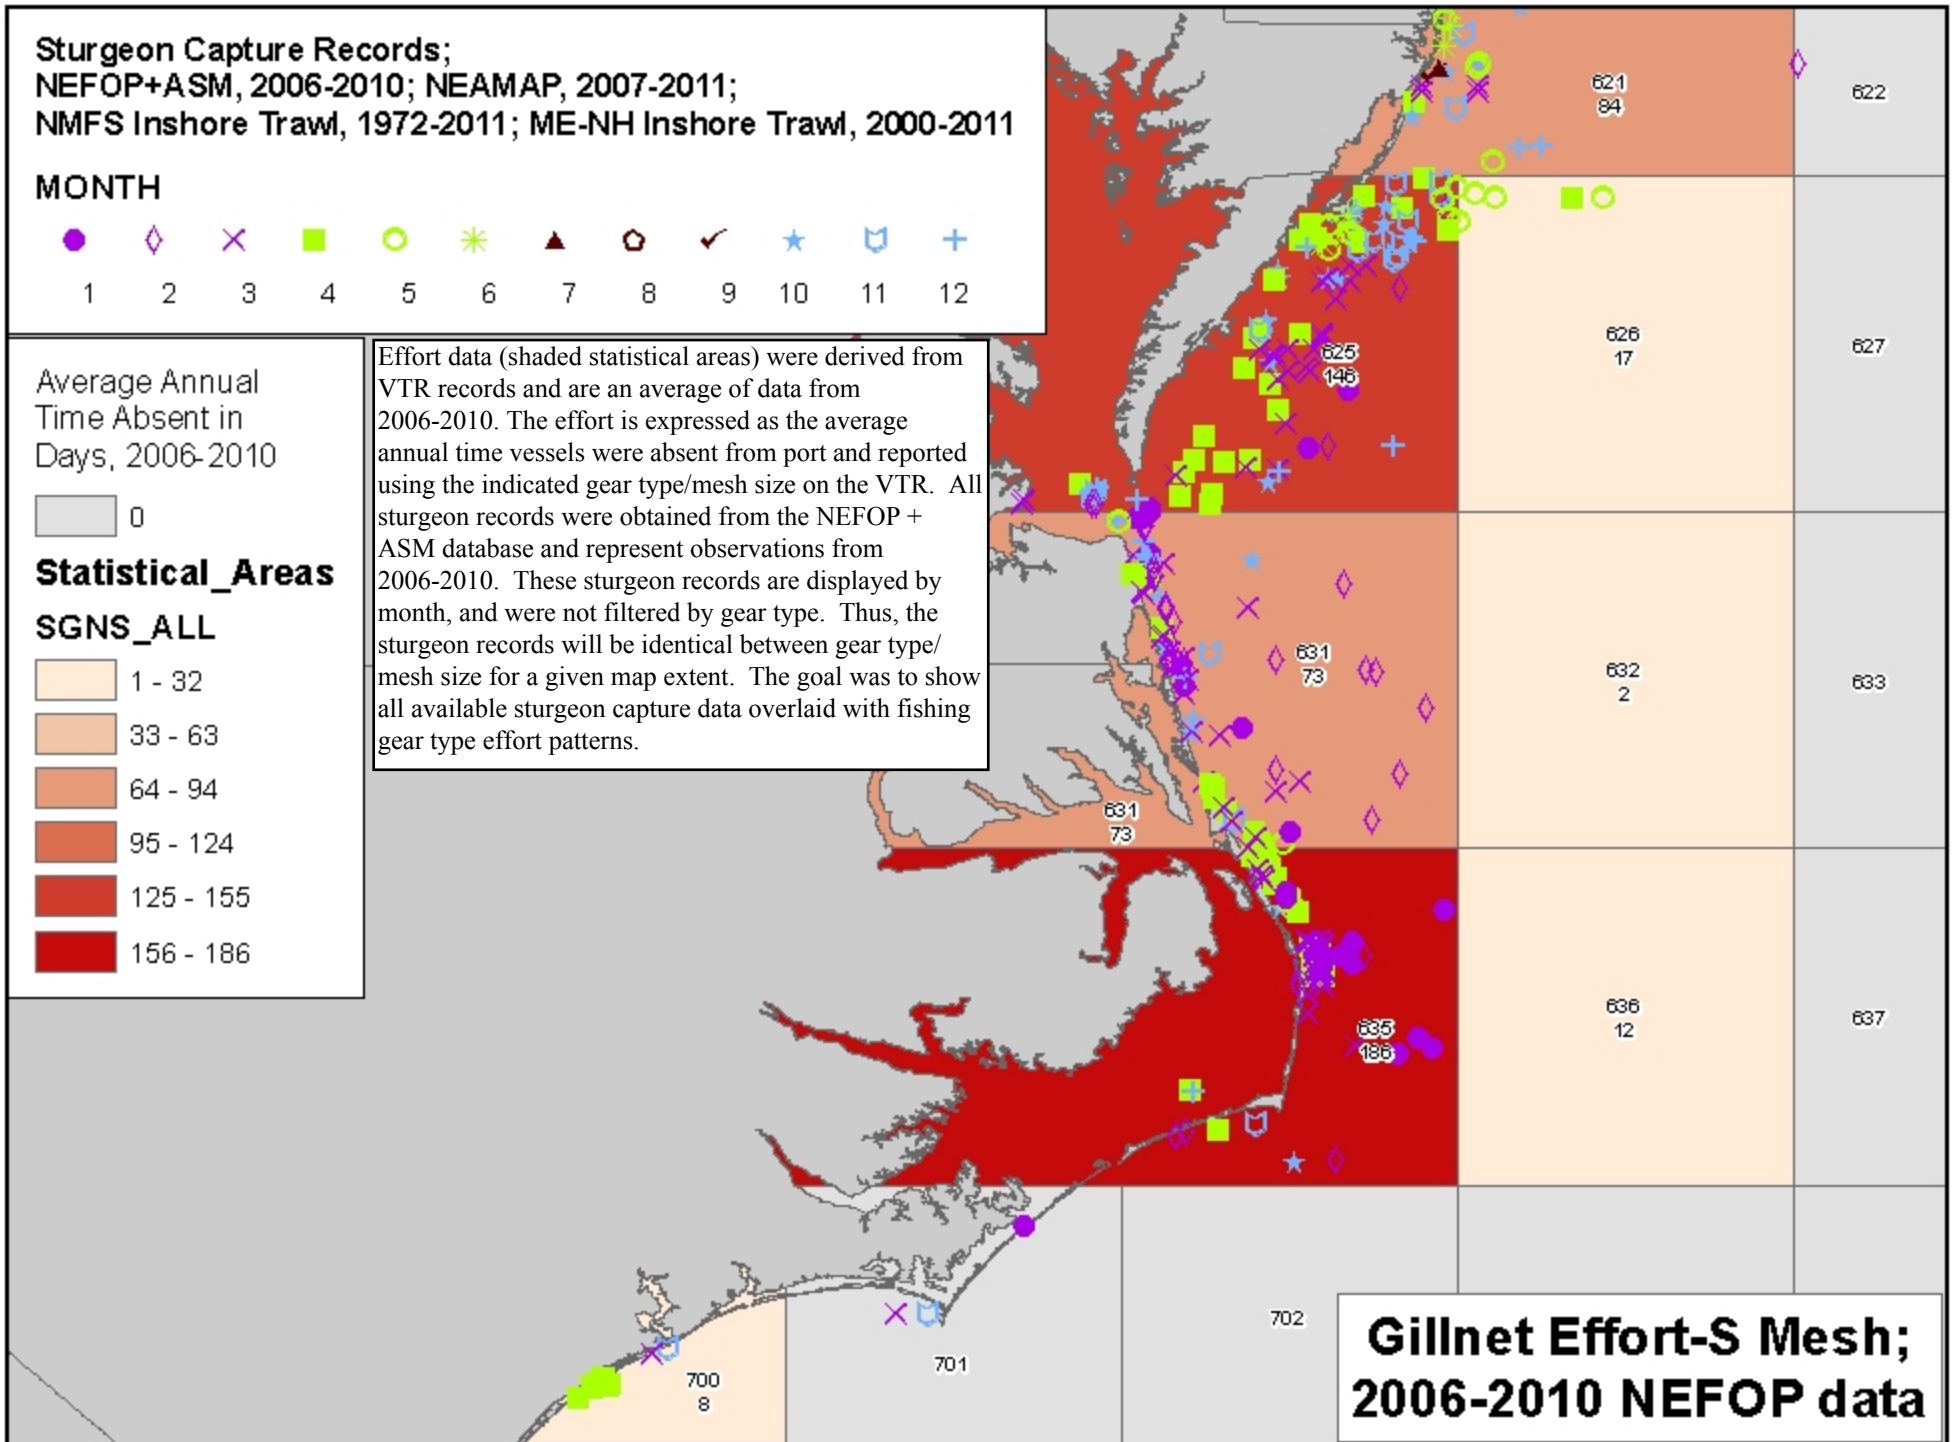 Sturgeon Capture Records;
NEFOP+ASM, 2006-2010; NEAMAP, 2007-2011;
NMFS Inshore Trawl, 1972-2011; ME-NH Inshore Trawl, 2000-2011
MONTH
1 2 3 4 5 6 7 8 9 10 11 12
Average Annual
Time Absent in
Days, 2006-2010
0
Statistical_Areas
SGNS_ALL
1 - 32
33 - 63
64 - 94
95 - 124
125 - 155
156 - 186
Effort data (shaded statistical areas) were derived from
VTR records and are an average of data from
2006-2010. The effort is expressed as the average
annual time vessels were absent from port and reported
using the indicated gear type/mesh size on the VTR. All
sturgeon records were obtained from the NEFOP +
ASM database and represent observations from
2006-2010. These sturgeon records are displayed by
month, and were not filtered by gear type. Thus, the
sturgeon records will be identical between gear type/
mesh size for a given map extent. The goal was to show
all available sturgeon capture data overlaid with fishing
gear type effort patterns.
621
84
622
625
146
626
17
627
631
73
632
2
633
631
73
635
186
636
12
637
700
8
701
702
Gillnet Effort-S Mesh;
2006-2010 NEFOP data